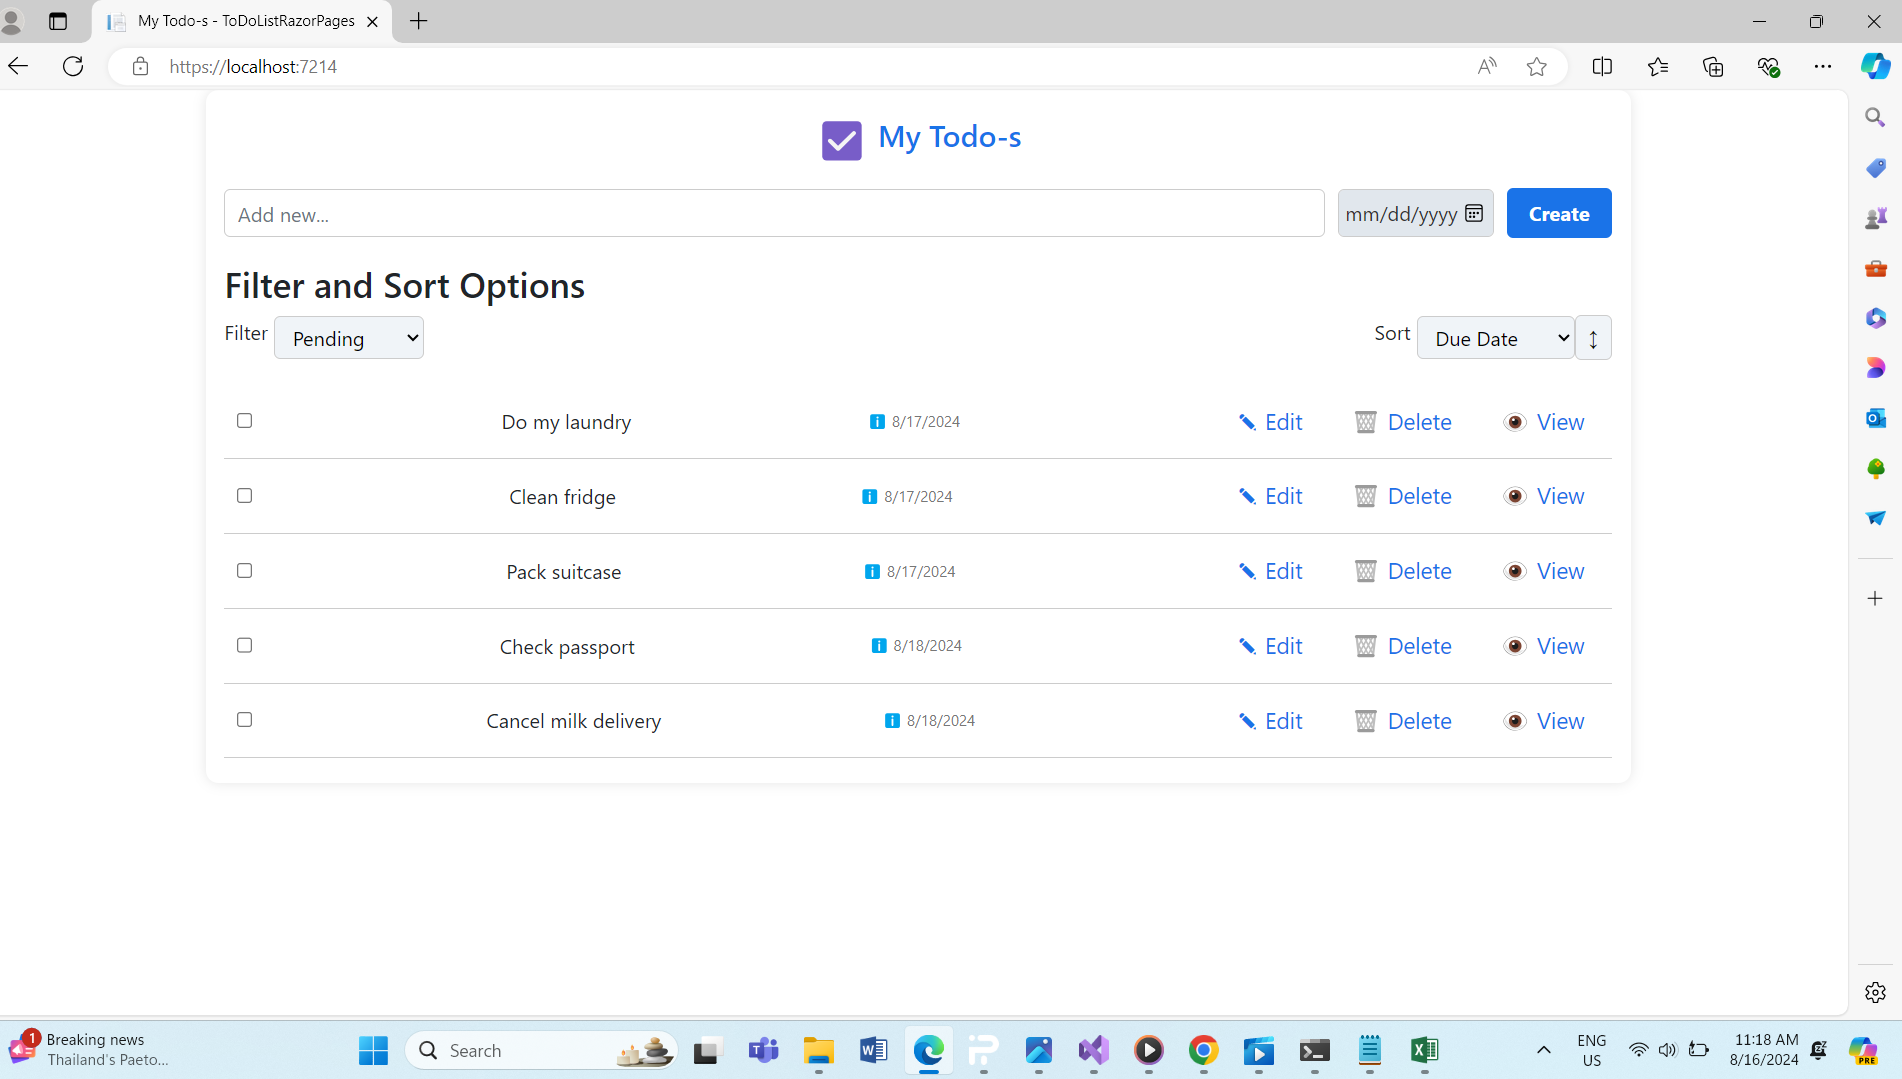 My Todo-s - ToDoListRazorPages
https://localhost:7214
My Todo-s
Add new...
mm/dd/yyyy
Create
Filter and Sort Options
Filter Pending
Sort Due Date
Do my laundry 8/17/2024 Edit Delete View
Clean fridge 8/17/2024 Edit Delete View
Pack suitcase 8/17/2024 Edit Delete View
Check passport 8/18/2024 Edit Delete View
Cancel milk delivery 8/18/2024 Edit Delete View
1
Breaking news
Thailand's Paeto...
Search
ENG
US
11:18 AM
8/16/2024
PRE